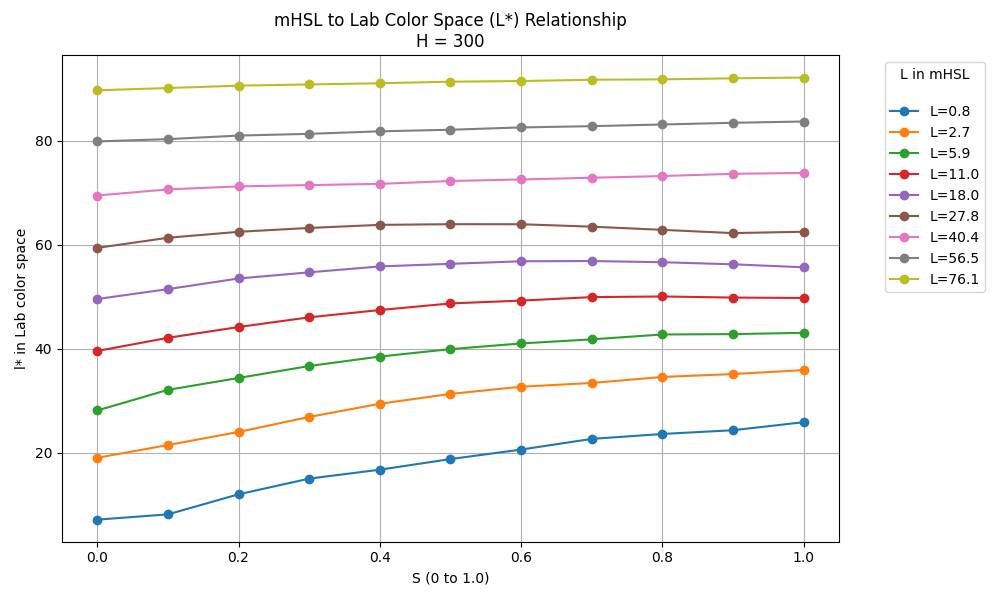 mHSL to Lab Color Space (L*) Relationship
H = 300
L in mHSL
L=0.8
L=2.7
L=5.9
L=11.0
L=18.0
L=27.8
L=40.4
L=56.5
L=76.1
l* in Lab color space
80
60
40
20
0.0 0.2 0.4 0.6 0.8 1.0
S (0 to 1.0)